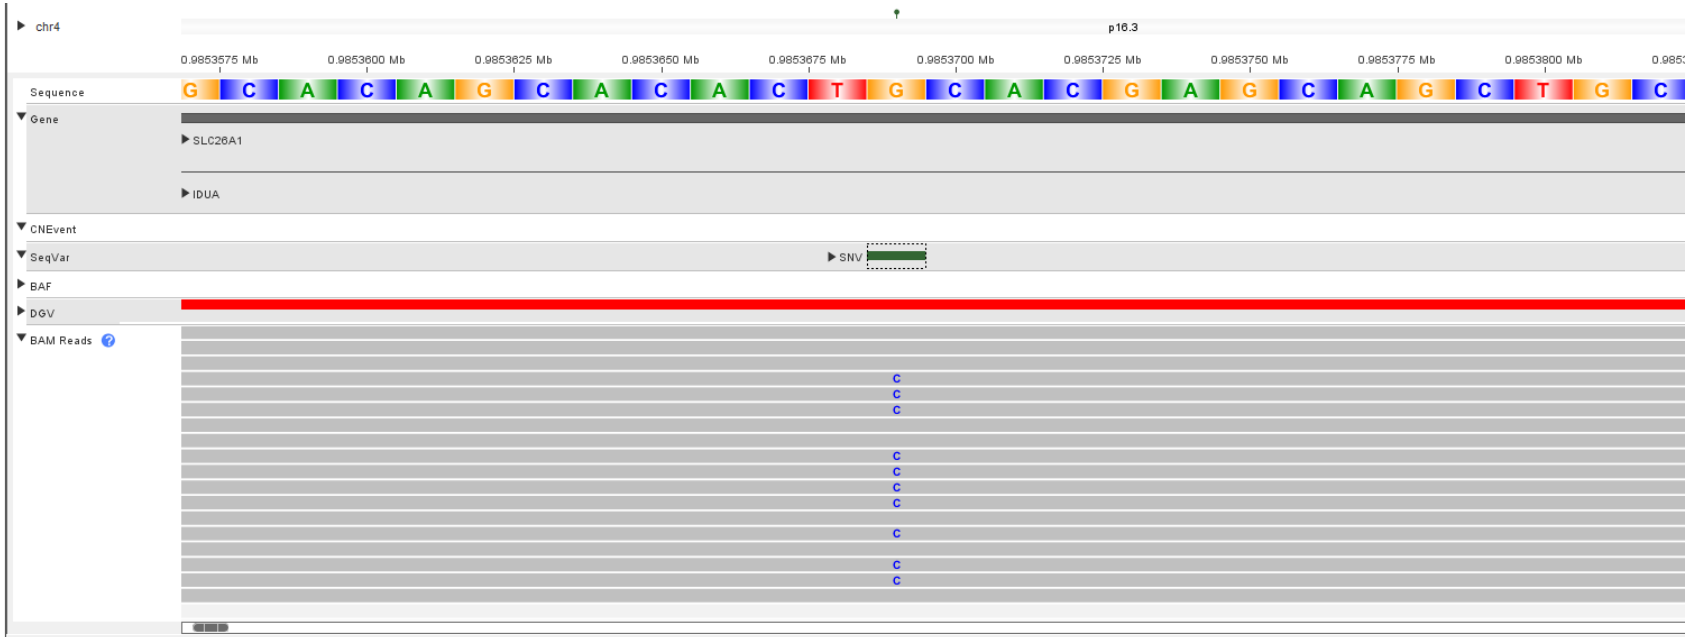 chr4
p16.3
0.9853575 Mb 0.9853600 Mb 0.9853625 Mb 0.9853650 Mb 0.9853675 Mb 0.9853700 Mb 0.9853725 Mb 0.9853750 Mb 0.9853775 Mb 0.9853800 Mb 0.985
Sequence G C A C A G C A C A C T G C A C G A G C A G C T G C
Gene
SLC26A1
IDUA
CNEvent
SeqVar SNV
BAF
DGV
BAM Reads ?
C
C
C
C
C
C
C
C
C
C